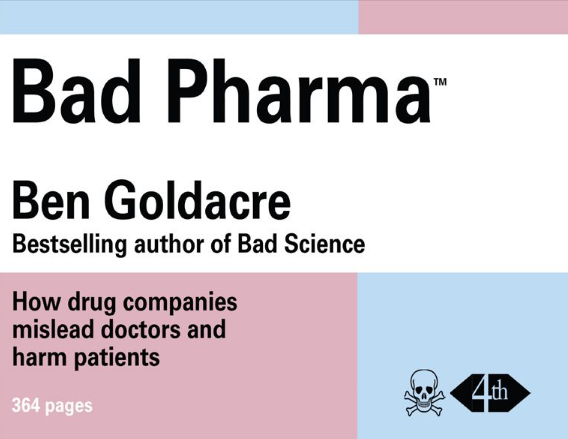 Bad Pharma™
Ben Goldacre
Bestselling author of Bad Science
How drug companies
mislead doctors and
harm patients
364 pages
4th